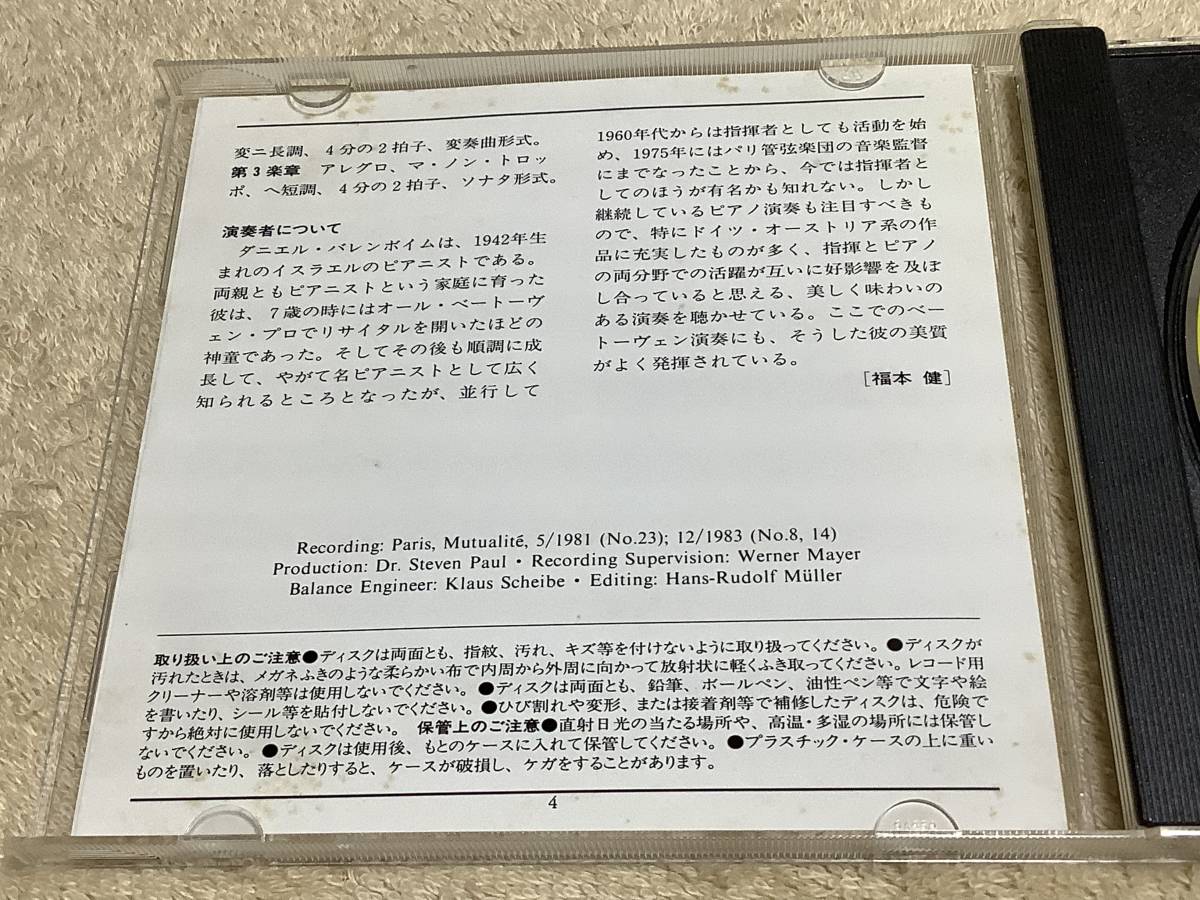 変ニ長調、4分の2拍子、変奏曲形式。
第3楽章　アレグロ、マ・ノン・トロッ
ポ、ヘ短調、4分の2拍子、ソナタ形式。
演奏者について
ダニエル・バレンボイムは、1942年生
まれのイスラエルのピアニストである。
両親ともピアニストという家庭に育った
彼は、7歳の時にはオール・ベートーヴ
ェン・プロでリサイタルを開いたほどの
神童であった。そしてその後も順調に成
長して、やがて名ピアニストとして広く
知られるところとなったが、並行して
1960年代からは指揮者としても活動を始
め、1975年にはパリ管弦楽団の音楽監督
にまでなったことから、今では指揮者と
してのほうが有名かも知れない。しかし
継続しているピアノ演奏も注目すべきも
ので、特にドイツ・オーストリア系の作
品に充実したものが多く、指揮とピアノ
の両分野での活躍が互いに好影響を及ぼ
し合っていると思える、美しく味わいの
ある演奏を聴かせている。ここでのベー
トーヴェン演奏にも、そうした彼の美質
がよく発揮されている。
［福本 健］
Recording: Paris, Mutualité, 5/1981 (No.23); 12/1983 (No.8, 14)
Production: Dr. Steven Paul • Recording Supervision: Werner Mayer
Balance Engineer: Klaus Scheibe • Editing: Hans-Rudolf Müller
取り扱い上のご注意●ディスクは両面とも、指紋、汚れ、キズ等を付けないように取り扱ってください。●ディスクが
汚れたときは、メガネふきのような柔らかい布で内周から外周に向かって放射状に軽くふき取ってください。レコード用
クリーナーや溶剤等は使用しないでください。●ディスクは両面とも、鉛筆、ボールペン、油性ペン等で文字や絵
を書いたり、シール等を貼付しないでください。●ひび割れや変形、または接着剤等で補修したディスクは、危険で
すから絶対に使用しないでください。 保管上のご注意●直射日光の当たる場所や、高温・多湿の場所には保管し
ないでください。●ディスクは使用後、もとのケースに入れて保管してください。●プラスチック・ケースの上に重い
ものを置いたり、落としたりすると、ケースが破損し、ケガをすることがあります。
4